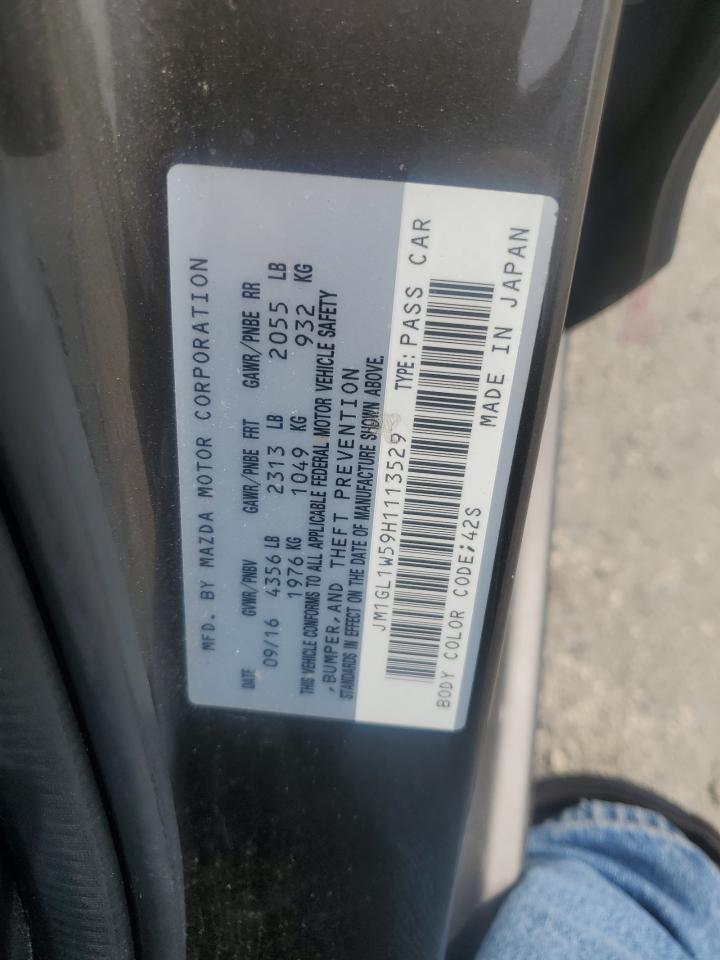 MFD. BY MAZDA MOTOR CORPORATION
DATE GVWR/PNBV GAWR/PNBE FRT GAWR/PNBE RR
09/16 4356 LB 2313 LB 2055 LB
1976 KG 1049 KG 932 KG
THIS VEHICLE CONFORMS TO ALL APPLICABLE FEDERAL MOTOR VEHICLE SAFETY
,BUMPER,AND THEFT PREVENTION
STANDARDS IN EFFECT ON THE DATE OF MANUFACTURE SHOWN ABOVE.
JM1GL1W59H1113529 TYPE:PASS CAR
BODY COLOR CODE;42S MADE IN JAPAN